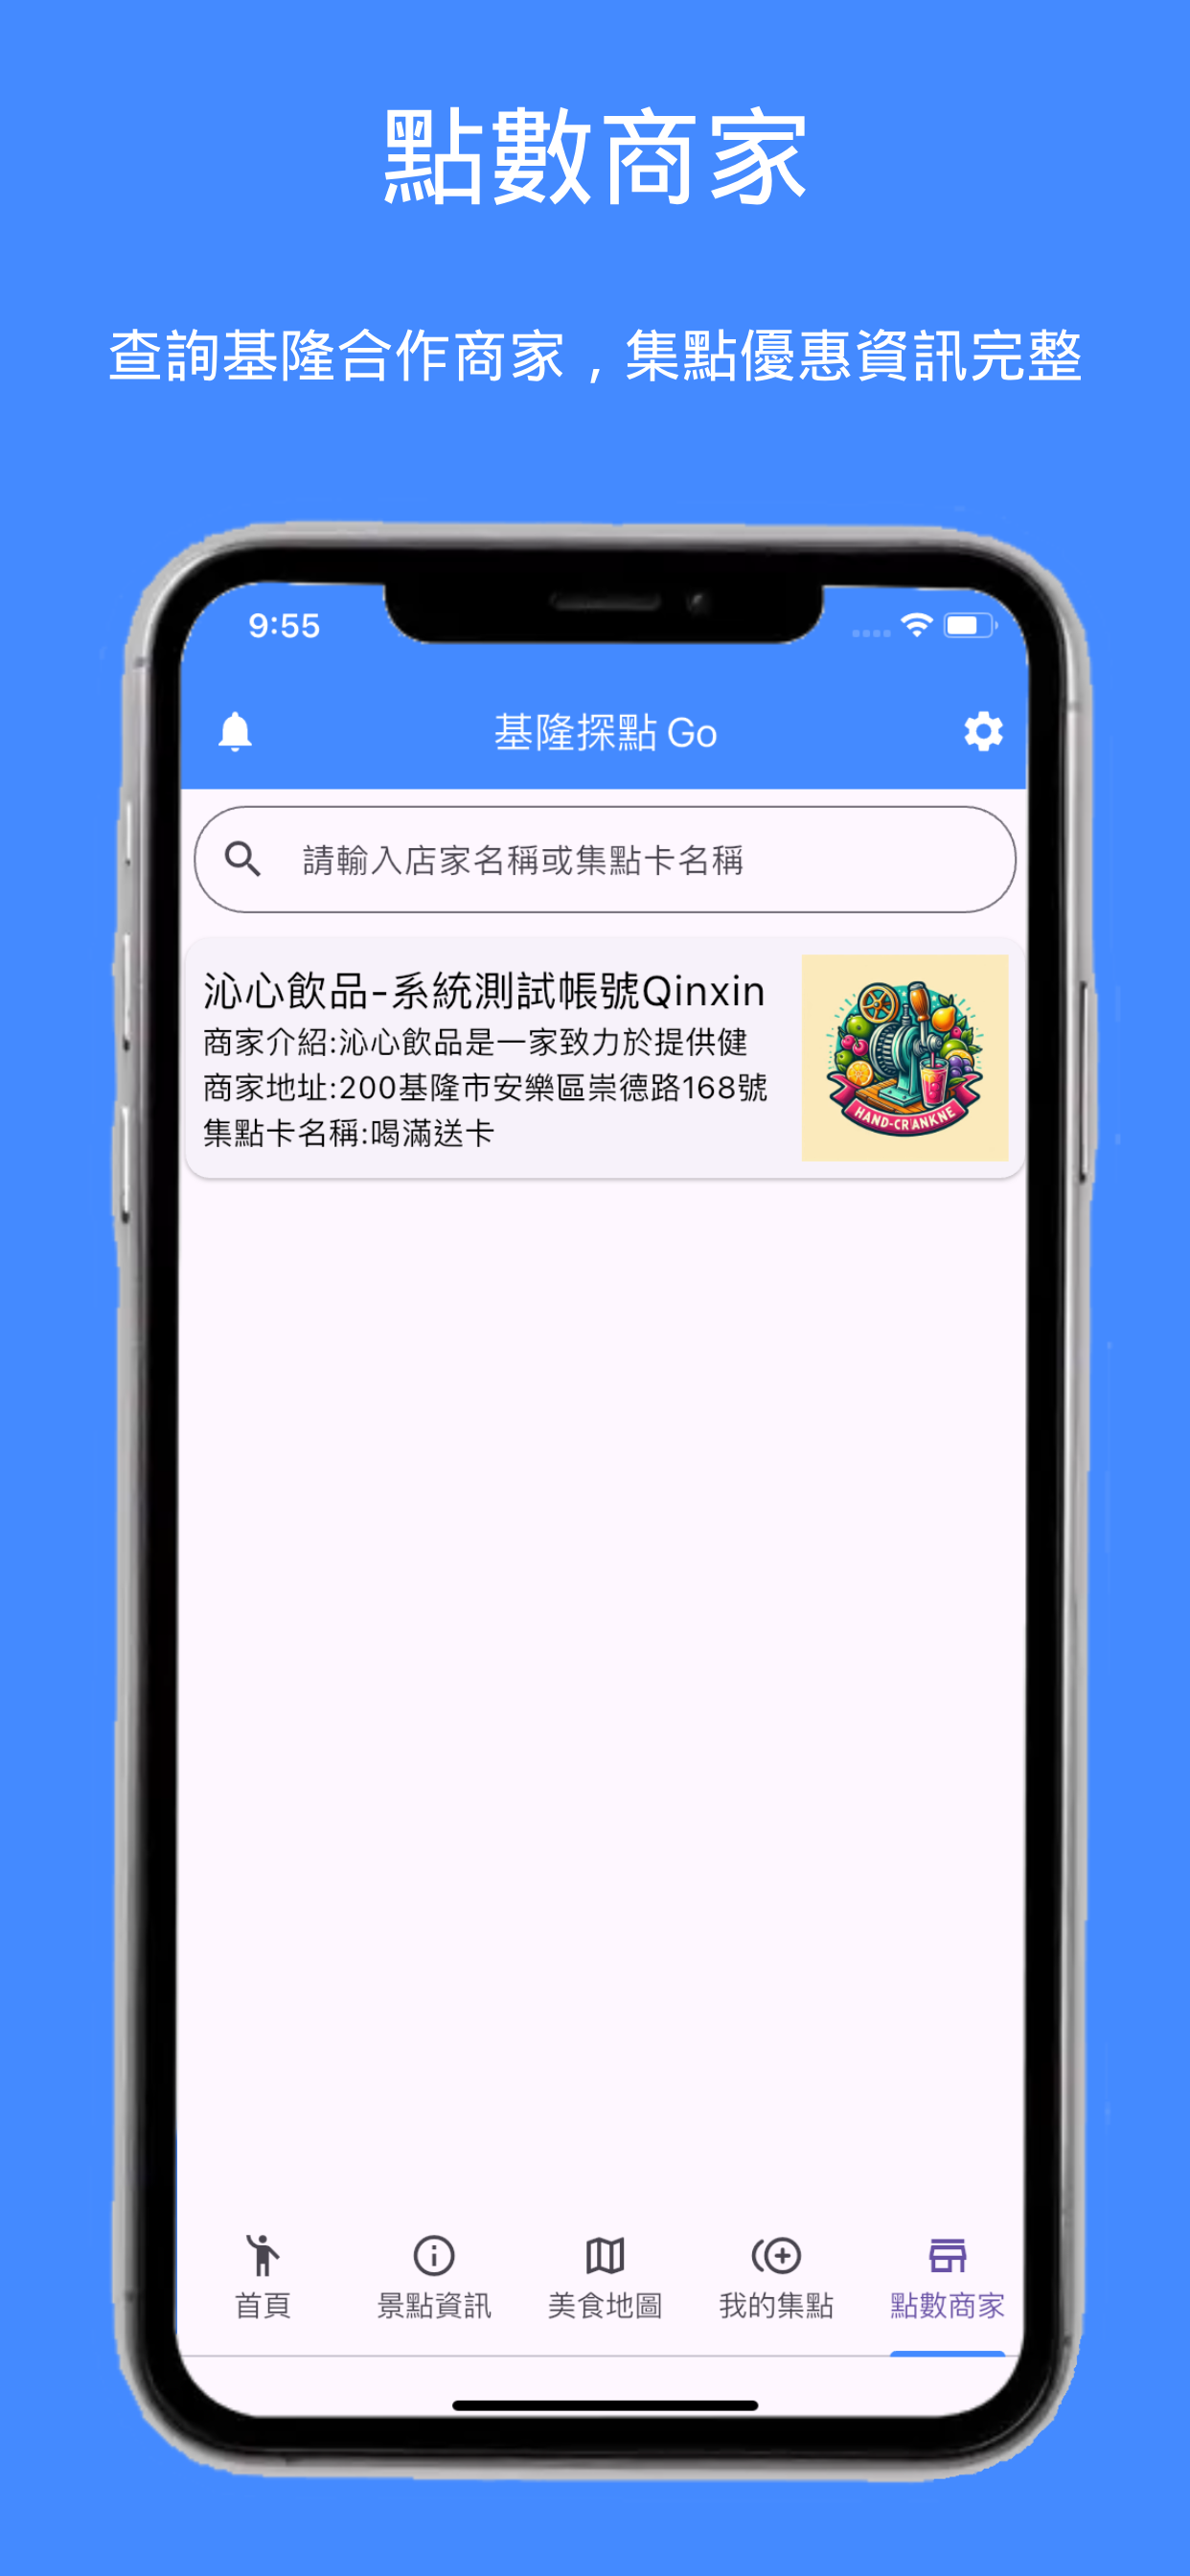 點數商家
查詢基隆合作商家，集點優惠資訊完整
9:55
基隆探點 Go
請輸入店家名稱或集點卡名稱
沁心飲品-系統測試帳號Qinxin
商家介紹:沁心飲品是一家致力於提供健
商家地址:200基隆市安樂區崇德路168號
集點卡名稱:喝滿送卡
HAND-CRANKNE
首頁
景點資訊
美食地圖
我的集點
點數商家